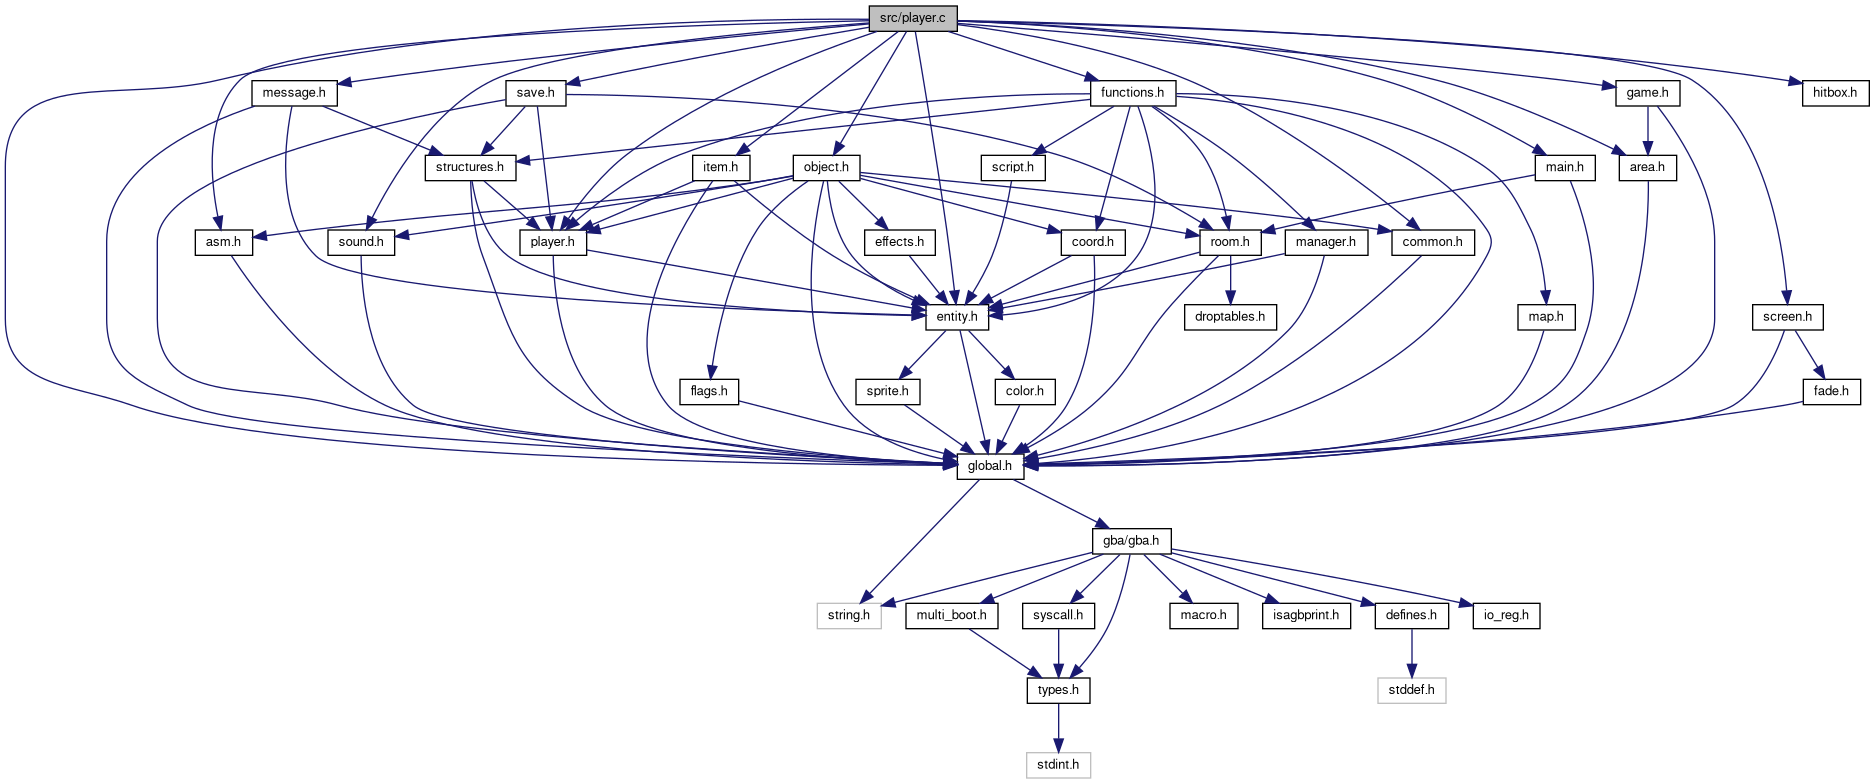 src/player.c
message.h
save.h
functions.h
game.h
hitbox.h
structures.h
item.h
object.h
script.h
main.h
area.h
asm.h
sound.h
player.h
effects.h
coord.h
room.h
manager.h
common.h
entity.h
droptables.h
map.h
screen.h
flags.h
sprite.h
color.h
fade.h
global.h
gba/gba.h
string.h
multi_boot.h
syscall.h
macro.h
isagbprint.h
defines.h
io_reg.h
types.h
stddef.h
stdint.h